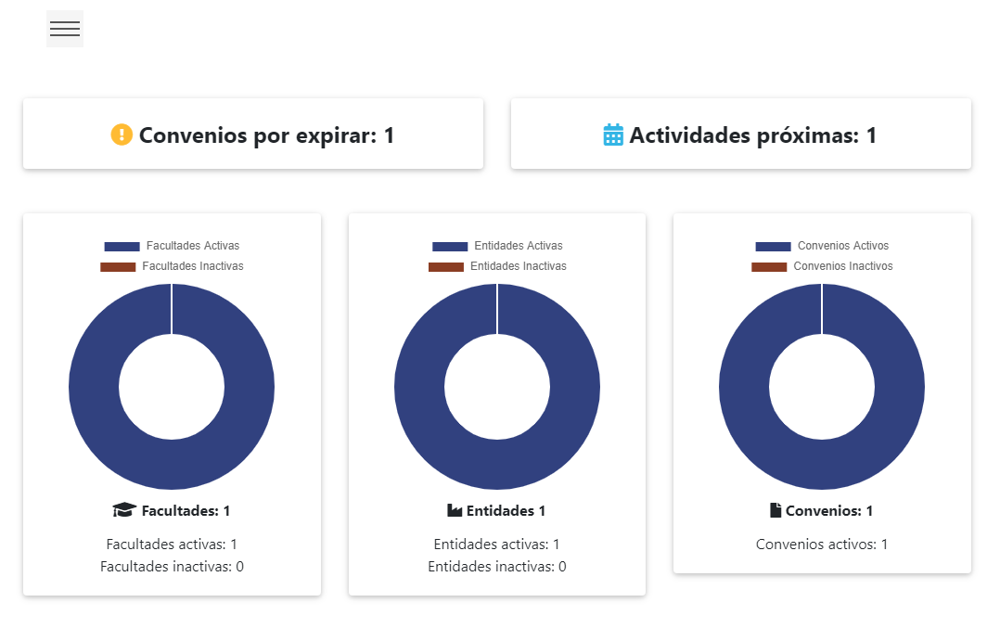 Convenios por expirar: 1
Actividades próximas: 1
Facultades Activas
Facultades Inactivas
Facultades: 1
Facultades activas: 1
Facultades inactivas: 0
Entidades Activas
Entidades Inactivas
Entidades 1
Entidades activas: 1
Entidades inactivas: 0
Convenios Activos
Convenios Inactivos
Convenios: 1
Convenios activos: 1